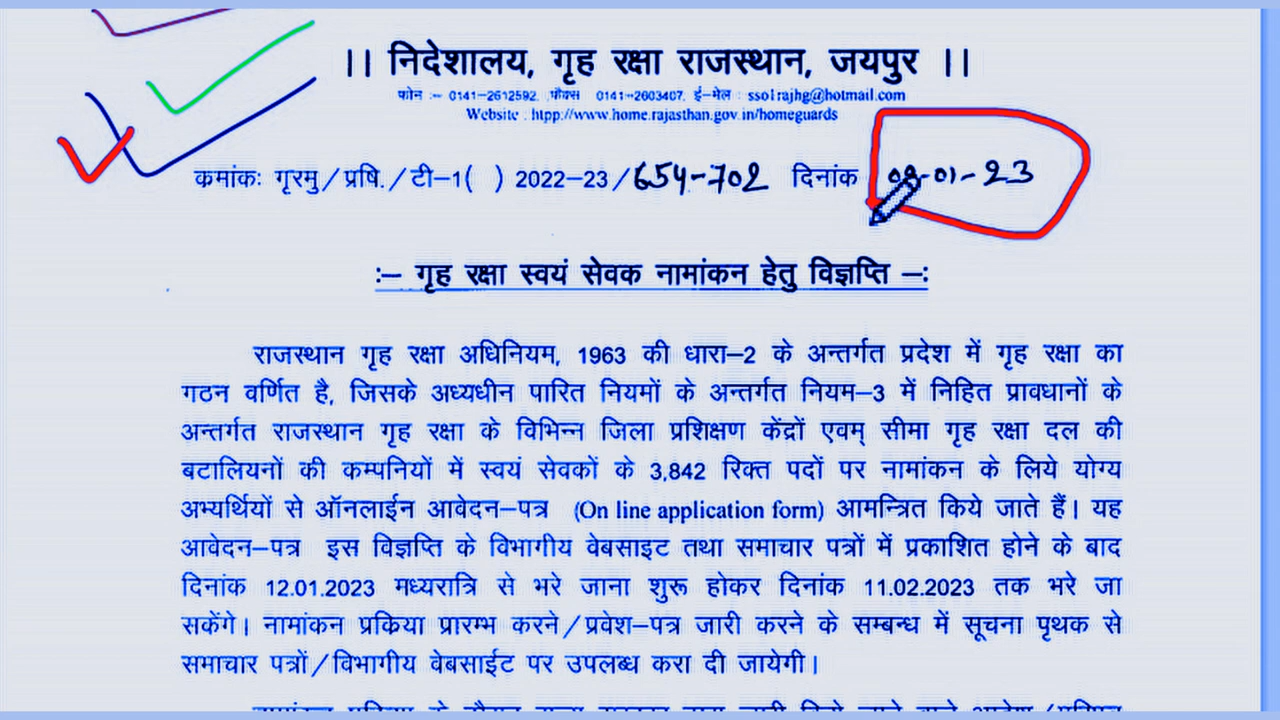 ।। निदेशालय, गृह रक्षा राजस्थान, जयपुर ।।
फोन :– 0141–2612592, फैक्स 0141–2603407, ई–मेल : sso1rajhg@hotmail.com
Website : htpp://www.home.rajasthan.gov.in/homeguards
कमांकः गृरमु/प्रषि./टी–1( ) 2022–23/654-702 दिनांक 09-01-23
:– गृह रक्षा स्वयं सेवक नामांकन हेतु विज्ञप्ति –:
राजस्थान गृह रक्षा अधिनियम, 1963 की धारा–2 के अन्तर्गत प्रदेश में गृह रक्षा का
गठन वर्णित है, जिसके अध्यधीन पारित नियमों के अन्तर्गत नियम–3 में निहित प्रावधानों के
अन्तर्गत राजस्थान गृह रक्षा के विभिन्न जिला प्रशिक्षण केंद्रों एवम् सीमा गृह रक्षा दल की
बटालियनों की कम्पनियों में स्वयं सेवकों के 3,842 रिक्त पदों पर नामांकन के लिये योग्य
अभ्यर्थियों से ऑनलाईन आवेदन–पत्र (On line application form) आमन्त्रित किये जाते हैं। यह
आवेदन–पत्र इस विज्ञप्ति के विभागीय वेबसाइट तथा समाचार पत्रों में प्रकाशित होने के बाद
दिनांक 12.01.2023 मध्यरात्रि से भरे जाना शुरू होकर दिनांक 11.02.2023 तक भरे जा
सकेंगे। नामांकन प्रकिया प्रारम्भ करने/प्रवेश–पत्र जारी करने के सम्बन्ध में सूचना पृथक से
समाचार पत्रों/विभागीय वेबसाईट पर उपलब्ध करा दी जायेगी।